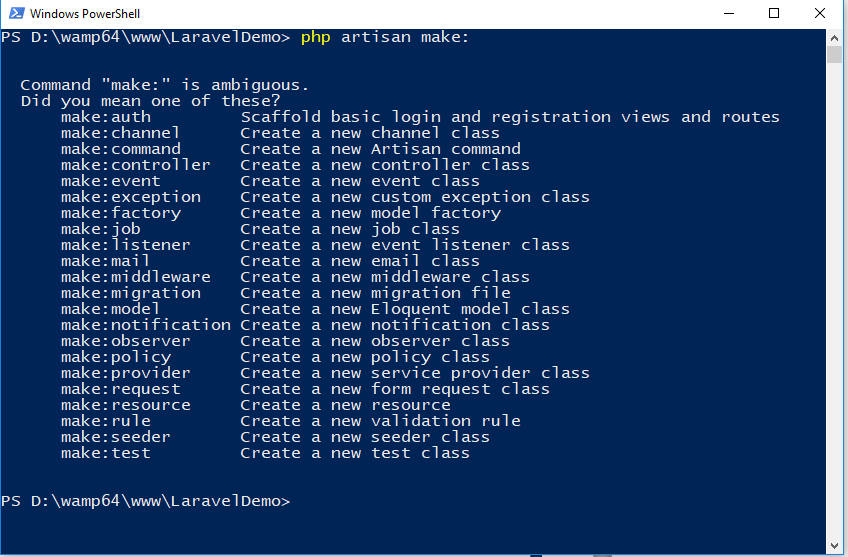 Windows PowerShell
PS D:\wamp64\www\LaravelDemo> php artisan make:
Command "make:" is ambiguous.
Did you mean one of these?
make:auth Scaffold basic login and registration views and routes
make:channel Create a new channel class
make:command Create a new Artisan command
make:controller Create a new controller class
make:event Create a new event class
make:exception Create a new custom exception class
make:factory Create a new model factory
make:job Create a new job class
make:listener Create a new event listener class
make:mail Create a new email class
make:middleware Create a new middleware class
make:migration Create a new migration file
make:model Create a new Eloquent model class
make:notification Create a new notification class
make:observer Create a new observer class
make:policy Create a new policy class
make:provider Create a new service provider class
make:request Create a new form request class
make:resource Create a new resource
make:rule Create a new validation rule
make:seeder Create a new seeder class
make:test Create a new test class
PS D:\wamp64\www\LaravelDemo>